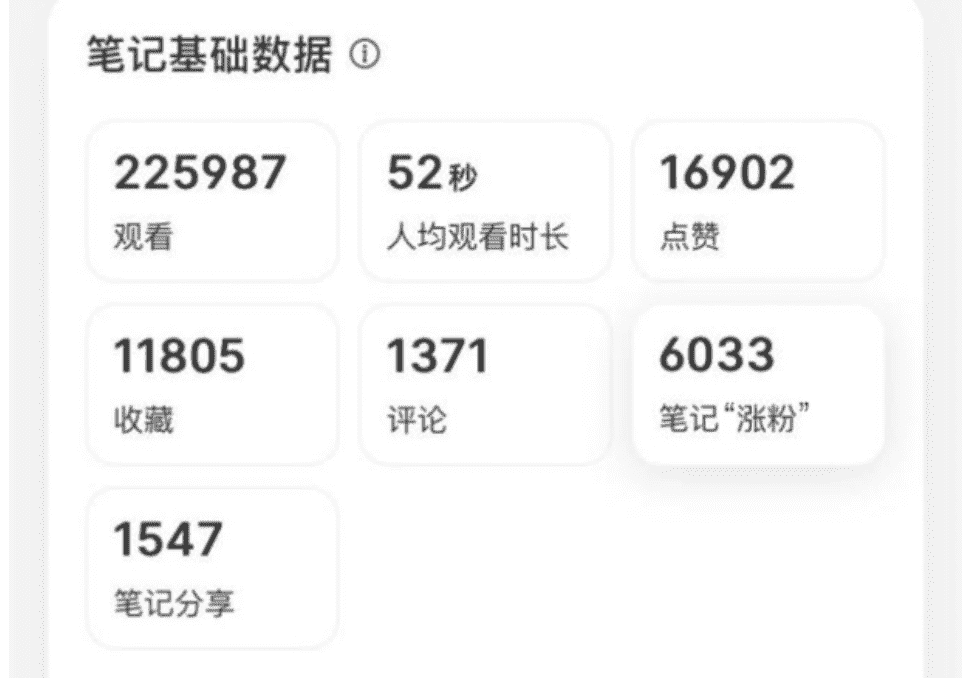 笔记基础数据
225987
观看
52秒
人均观看时长
16902
点赞
11805
收藏
1371
评论
6033
笔记“涨粉”
1547
笔记分享